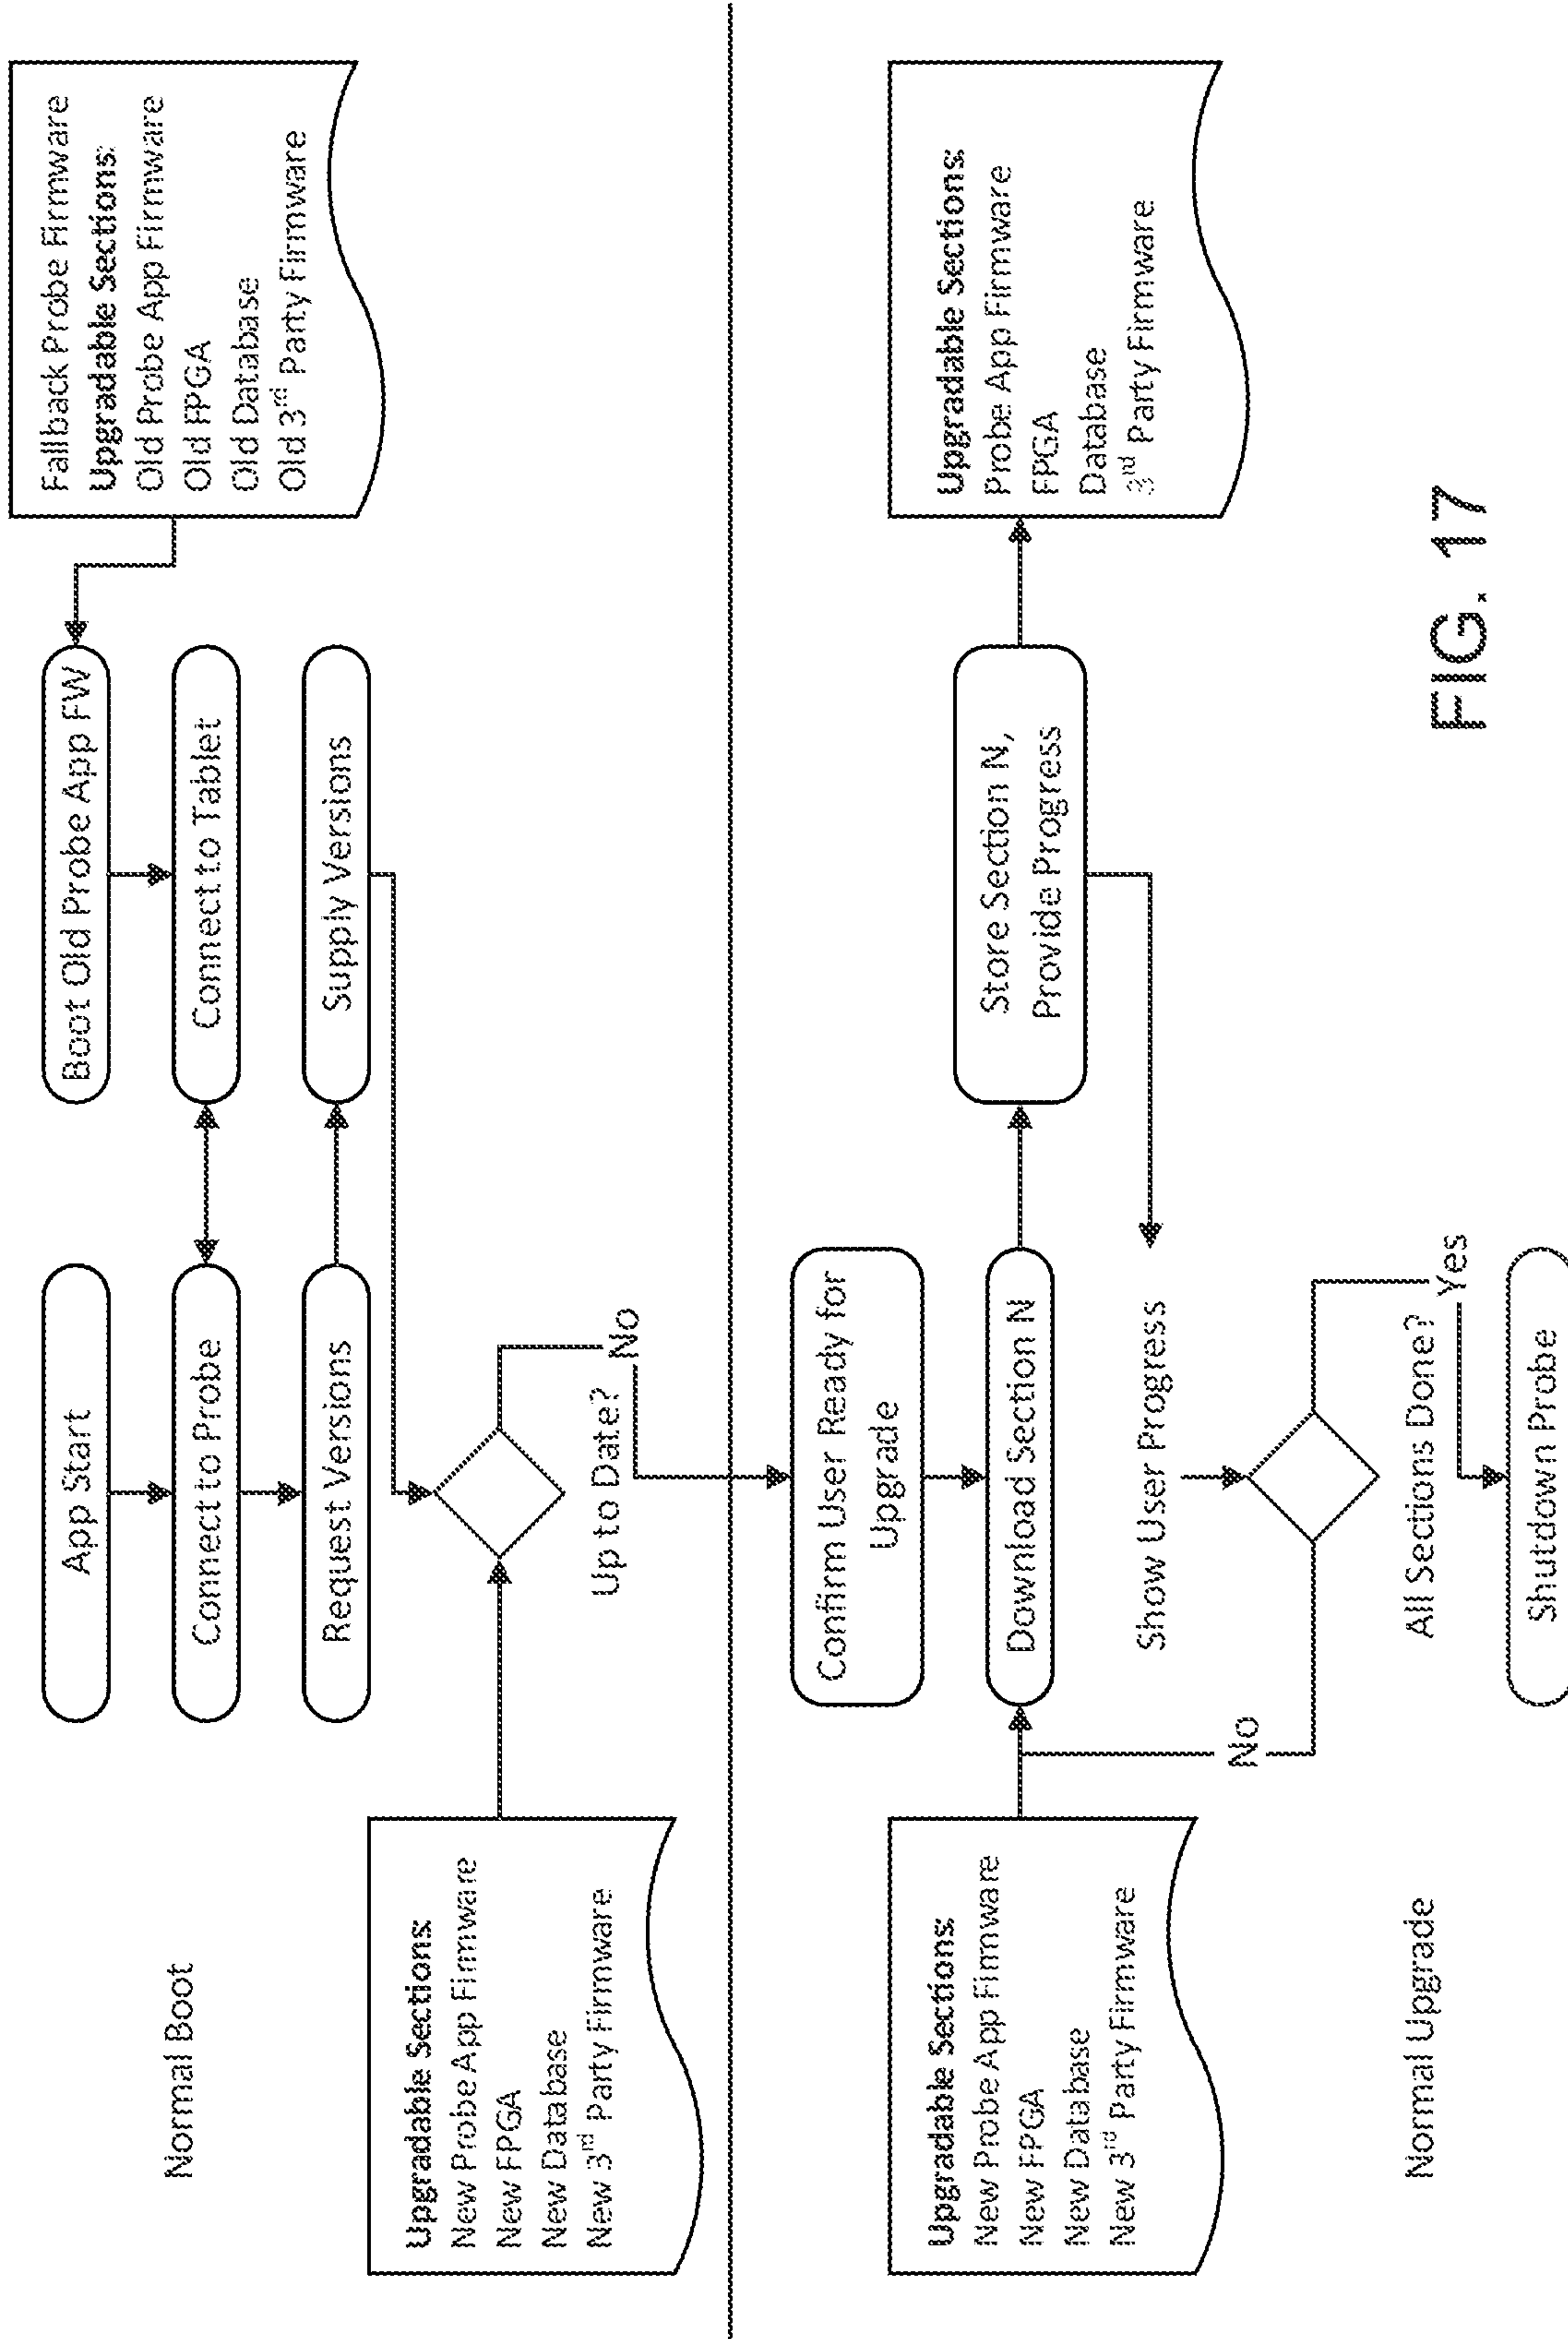 Normal Boot
App Start
Boot Old Probe App FW
Fallback Probe Firmware
Upgradable Sections:
Old Probe App Firmware
Old FPGA
Old Database
Old 3rd Party Firmware
Connect to Probe
Connect to Tablet
Request Versions
Supply Versions
Upgradable Sections:
New Probe App Firmware
New FPGA
New Database
New 3rd Party Firmware
Up to Date?
No
Confirm User Ready for
Upgrade
Upgradable Sections:
New Probe App Firmware
New FPGA
New Database
New 3rd Party Firmware
Download Section N
Store Section N,
Provide Progress
Upgradable Sections:
Probe App Firmware
FPGA
Database
3rd Party Firmware
Show User Progress
No
All Sections Done?
Yes
Shutdown Probe
Normal Upgrade
FIG. 17